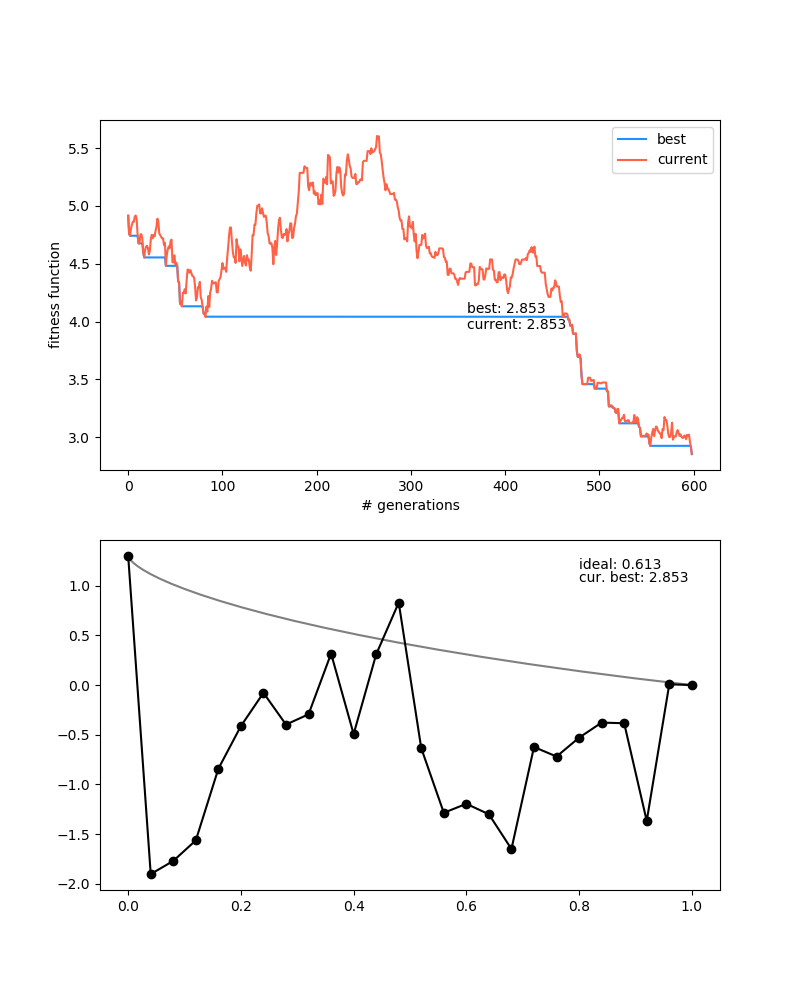 best
current
5.5
5.0
4.5
4.0
3.5
3.0
fitness function
best: 2.853
current: 2.853
0 100 200 300 400 500 600
# generations
ideal: 0.613
cur. best: 2.853
1.0
0.5
0.0
−0.5
−1.0
−1.5
−2.0
0.0 0.2 0.4 0.6 0.8 1.0